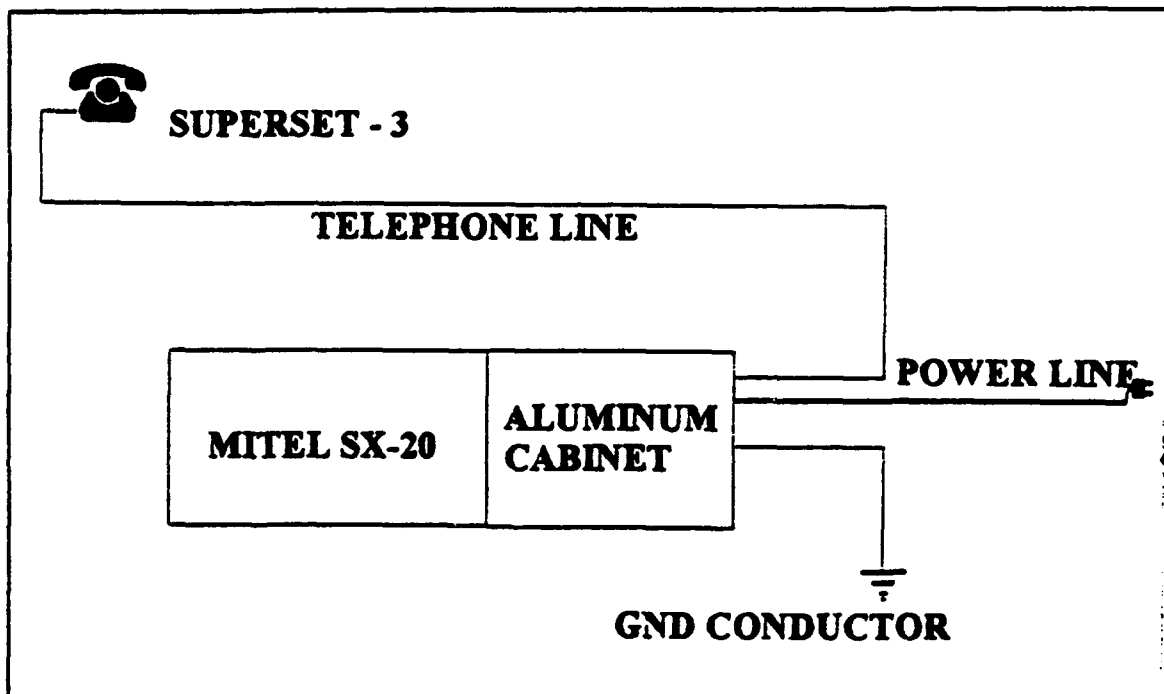 SUPERSET - 3
TELEPHONE LINE
POWER LINE
MITEL SX-20
ALUMINUM
CABINET
GND CONDUCTOR